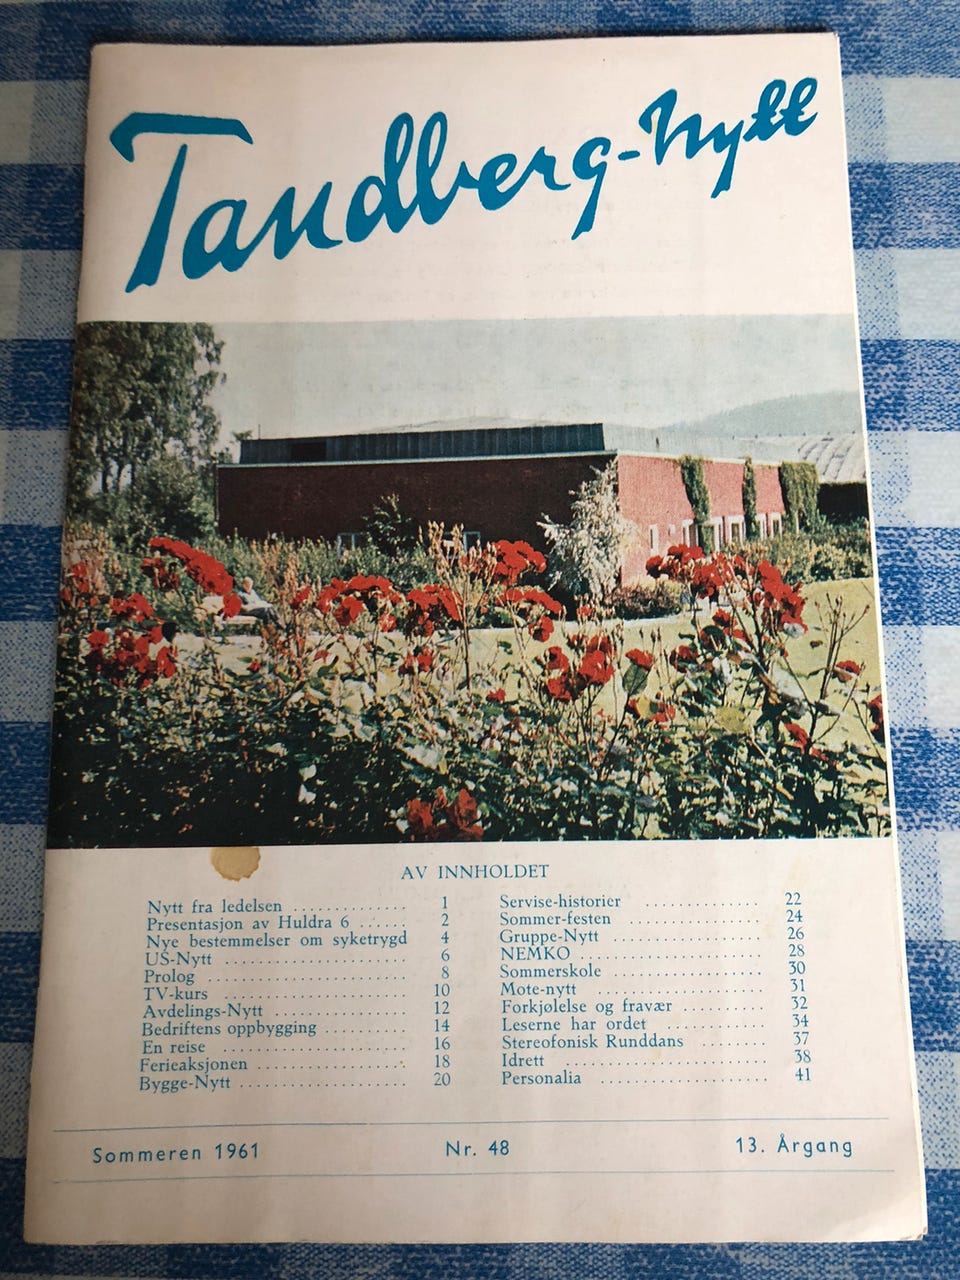 Tandberg-Nytt
AV INNHOLDET
Nytt fra ledelsen .............. 1
Presentasjon av Huldra 6 ...... 2
Nye bestemmelser om syketrygd 4
US-Nytt ...................... 6
Prolog ........................ 8
TV-kurs ...................... 10
Avdelings-Nytt ................ 12
Bedriftens oppbygging .......... 14
En reise ...................... 16
Ferieaksjonen .................. 18
Bygge-Nytt .................... 20
Servise-historier .............. 22
Sommer-festen .................. 24
Gruppe-Nytt .................... 26
NEMKO ........................ 28
Sommerskole .................... 30
Mote-nytt ...................... 31
Forkjølelse og fravær .......... 32
Leserne har ordet .............. 34
Stereofonisk Runddans .......... 37
Idrett ........................ 38
Personalia .................... 41
Sommeren 1961 Nr. 48 13. Årgang